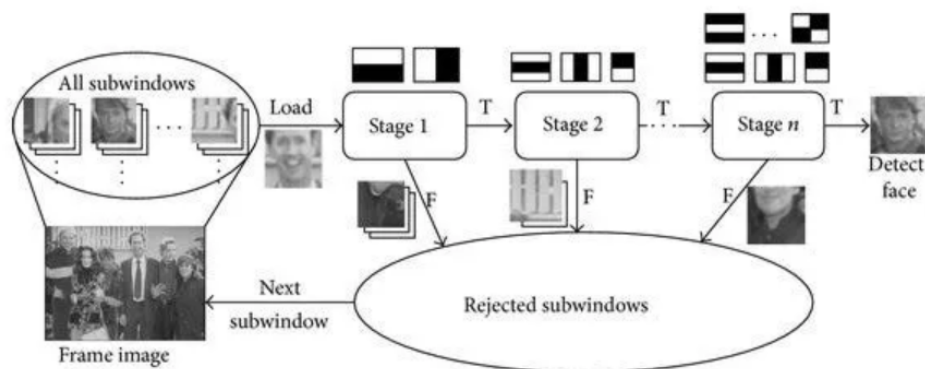 All subwindows
. . .
Load
Stage 1
T
Stage 2
T
. . .
Stage n
T
Detect
face
F
F
F
Rejected subwindows
Next
subwindow
Frame image